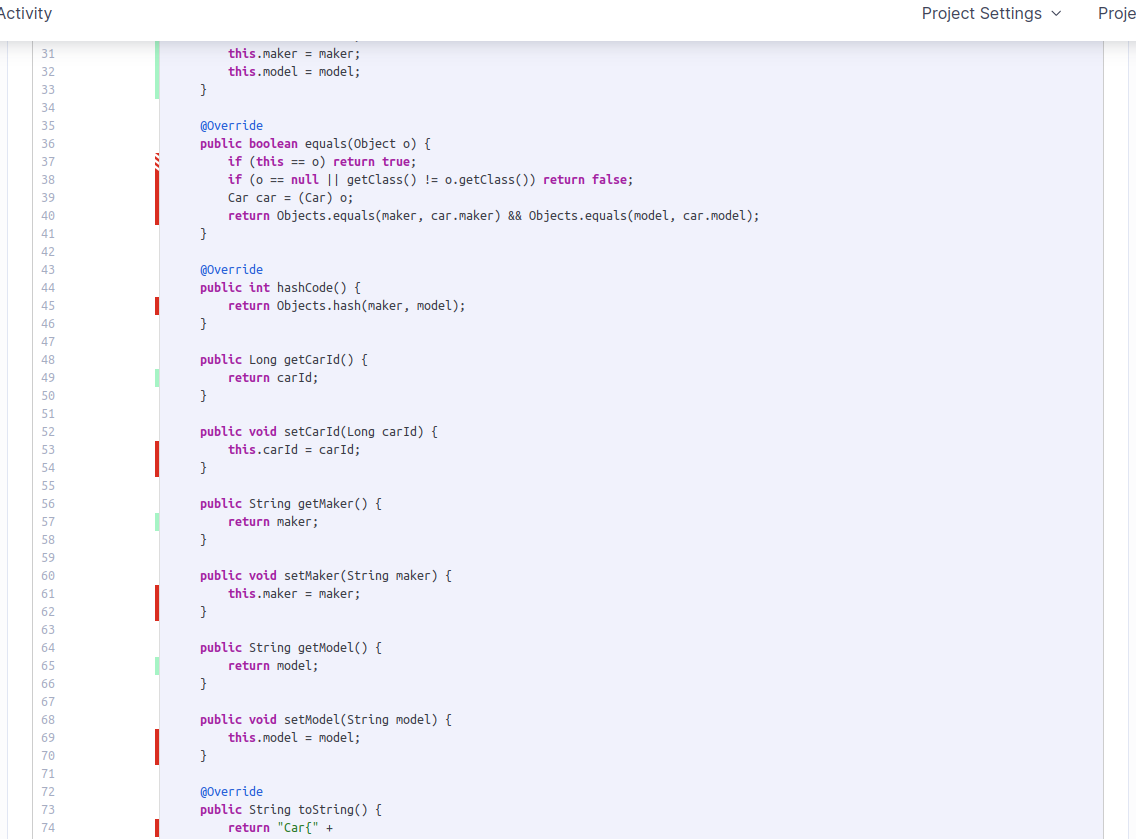 Activity
Project Settings
Proje
31 this.maker = maker;
32 this.model = model;
33 }
34
35 @Override
36 public boolean equals(Object o) {
37 if (this == o) return true;
38 if (o == null || getClass() != o.getClass()) return false;
39 Car car = (Car) o;
40 return Objects.equals(maker, car.maker) && Objects.equals(model, car.model);
41 }
42
43 @Override
44 public int hashCode() {
45 return Objects.hash(maker, model);
46 }
47
48 public Long getCarId() {
49 return carId;
50 }
51
52 public void setCarId(Long carId) {
53 this.carId = carId;
54 }
55
56 public String getMaker() {
57 return maker;
58 }
59
60 public void setMaker(String maker) {
61 this.maker = maker;
62 }
63
64 public String getModel() {
65 return model;
66 }
67
68 public void setModel(String model) {
69 this.model = model;
70 }
71
72 @Override
73 public String toString() {
74 return "Car{" +